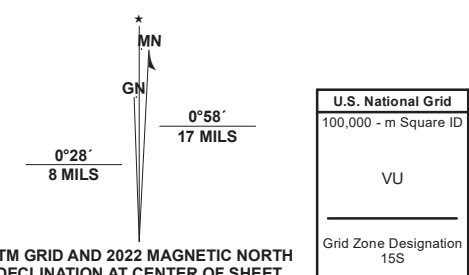 ★
MN
GN
0°58´
17 MILS
0°28´
8 MILS
TM GRID AND 2022 MAGNETIC NORTH
DECLINATION AT CENTER OF SHEET
U.S. National Grid
100,000 - m Square ID
VU
Grid Zone Designation
15S